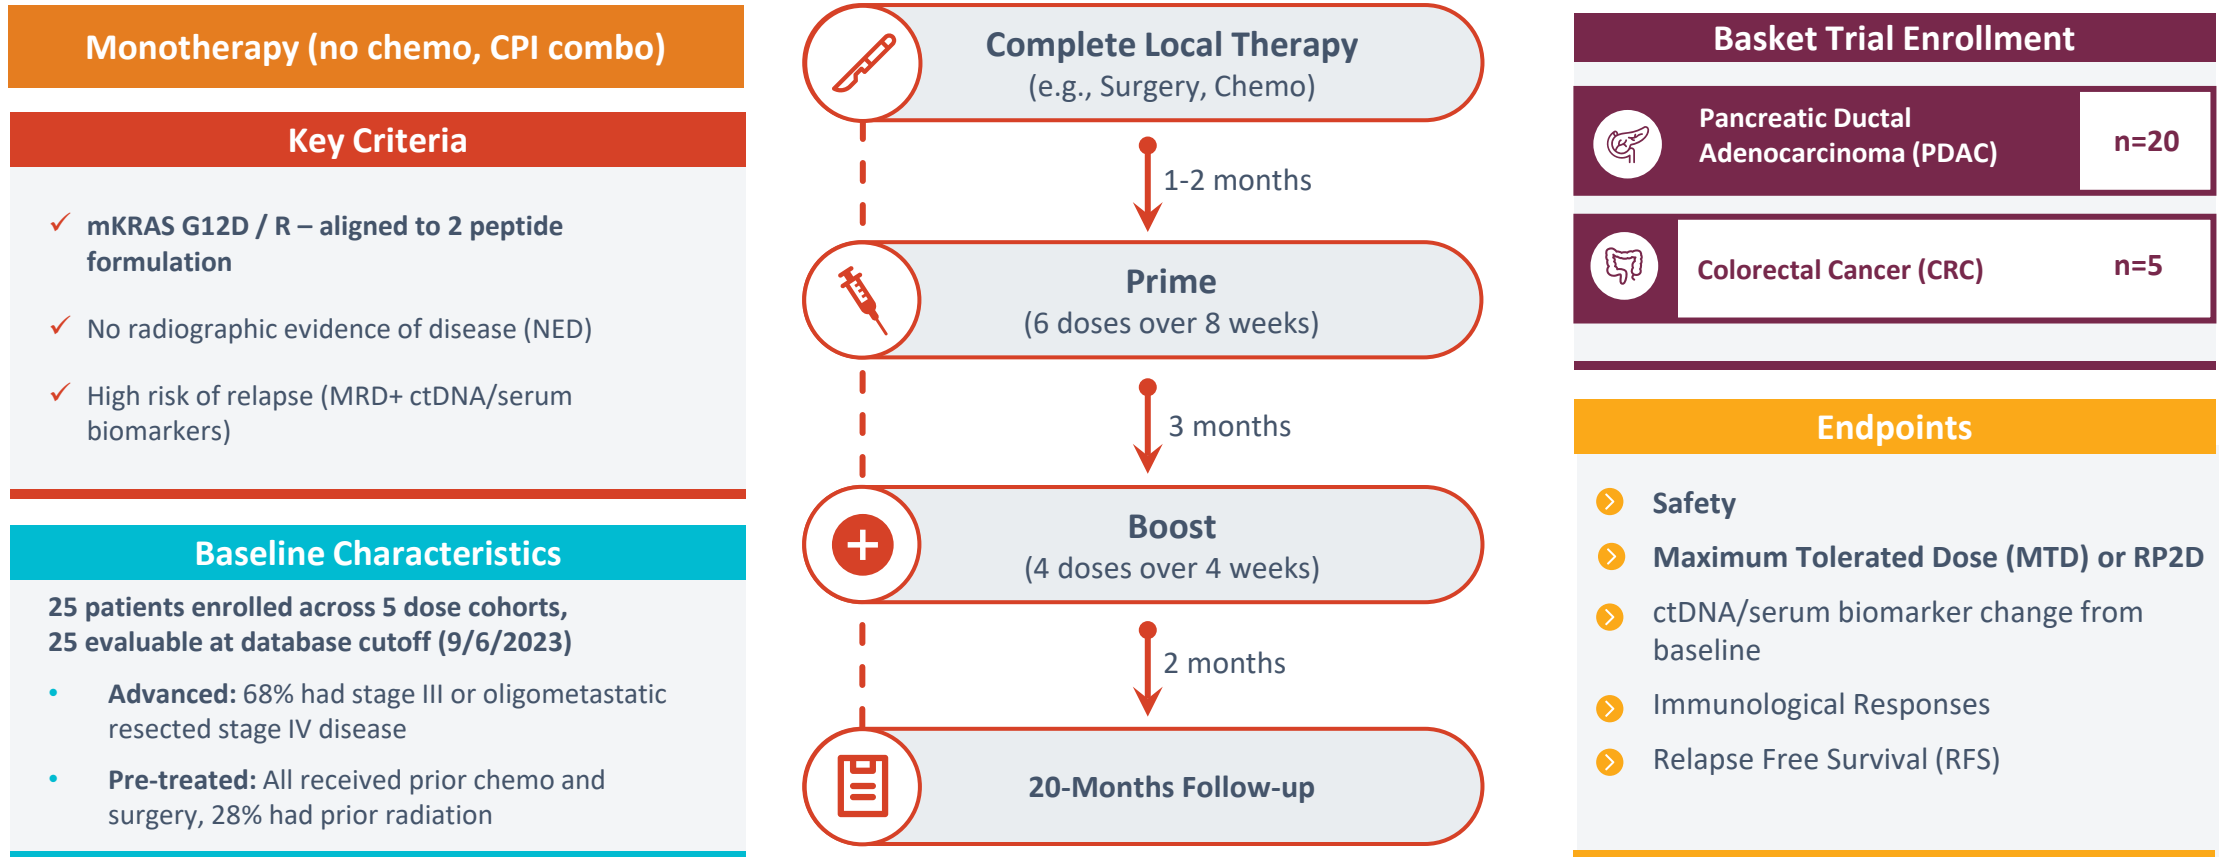 Monotherapy (no chemo, CPI combo)
Key Criteria
✓ mKRAS G12D / R – aligned to 2 peptide
formulation
✓ No radiographic evidence of disease (NED)
✓ High risk of relapse (MRD+ ctDNA/serum
biomarkers)
Baseline Characteristics
25 patients enrolled across 5 dose cohorts,
25 evaluable at database cutoff (9/6/2023)
• Advanced: 68% had stage III or oligometastatic
resected stage IV disease
• Pre-treated: All received prior chemo and
surgery, 28% had prior radiation
Complete Local Therapy
(e.g., Surgery, Chemo)
1-2 months
Prime
(6 doses over 8 weeks)
3 months
Boost
(4 doses over 4 weeks)
2 months
20-Months Follow-up
Basket Trial Enrollment
Pancreatic Ductal
Adenocarcinoma (PDAC)
n=20
Colorectal Cancer (CRC)
n=5
Endpoints
Safety
Maximum Tolerated Dose (MTD) or RP2D
ctDNA/serum biomarker change from
baseline
Immunological Responses
Relapse Free Survival (RFS)